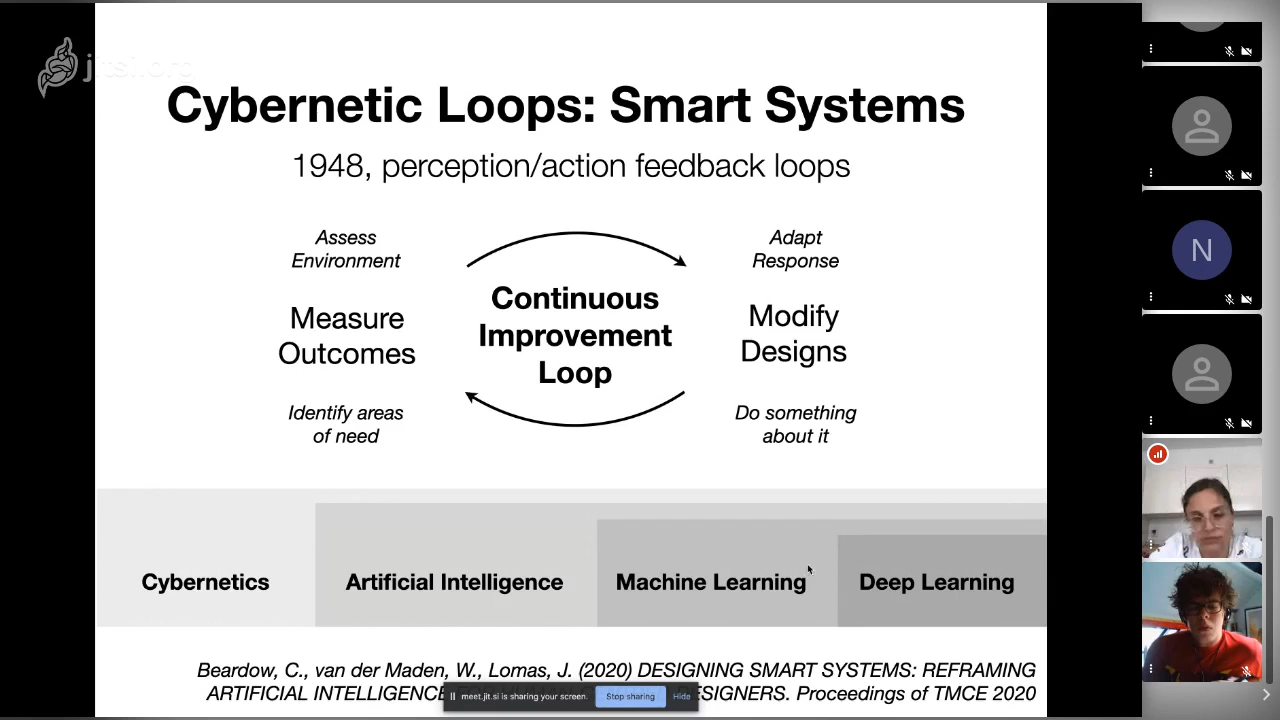 jitsi.org
Cybernetic Loops: Smart Systems
1948, perception/action feedback loops
Assess
Environment
Adapt
Response
Measure
Outcomes
Continuous
Improvement
Loop
Modify
Designs
Identify areas
of need
Do something
about it
N
Cybernetics
Artificial Intelligence
Machine Learning
Deep Learning
Beardow, C., van der Maden, W., Lomas, J. (2020) DESIGNING SMART SYSTEMS: REFRAMING
ARTIFICIAL INTELLIGENCE
. Proceedings of TMCE 2020
meet.jit.si is sharing your screen.
Stop sharing
Hide